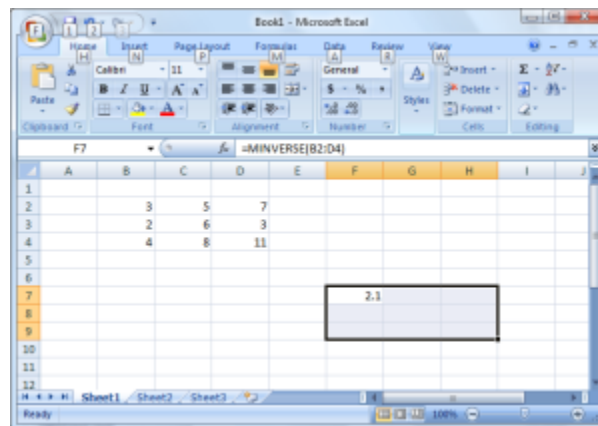 Book1 - Microsoft Excel
Home Insert Page Layout Formulas Data Review View
F 1 2
H N P M A R W
Calibri 11 General Insert
Paste B I U A A $ % , Styles Delete
A Format
Clipboard Font Alignment Number Cells Editing
F7 fx =MINVERSE(B2:D4)
A B C D E F G H I J
1
2 3 5 7
3 2 6 3
4 4 8 11
5
6
7 2.1
8
9
10
11
12
Sheet1 Sheet2 Sheet3
Ready 100%